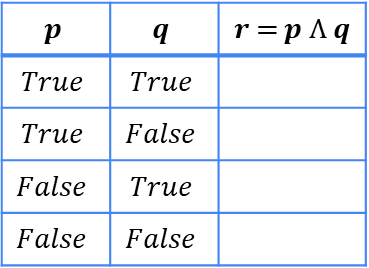 p q r = p Λ q
True True
True False
False True
False False